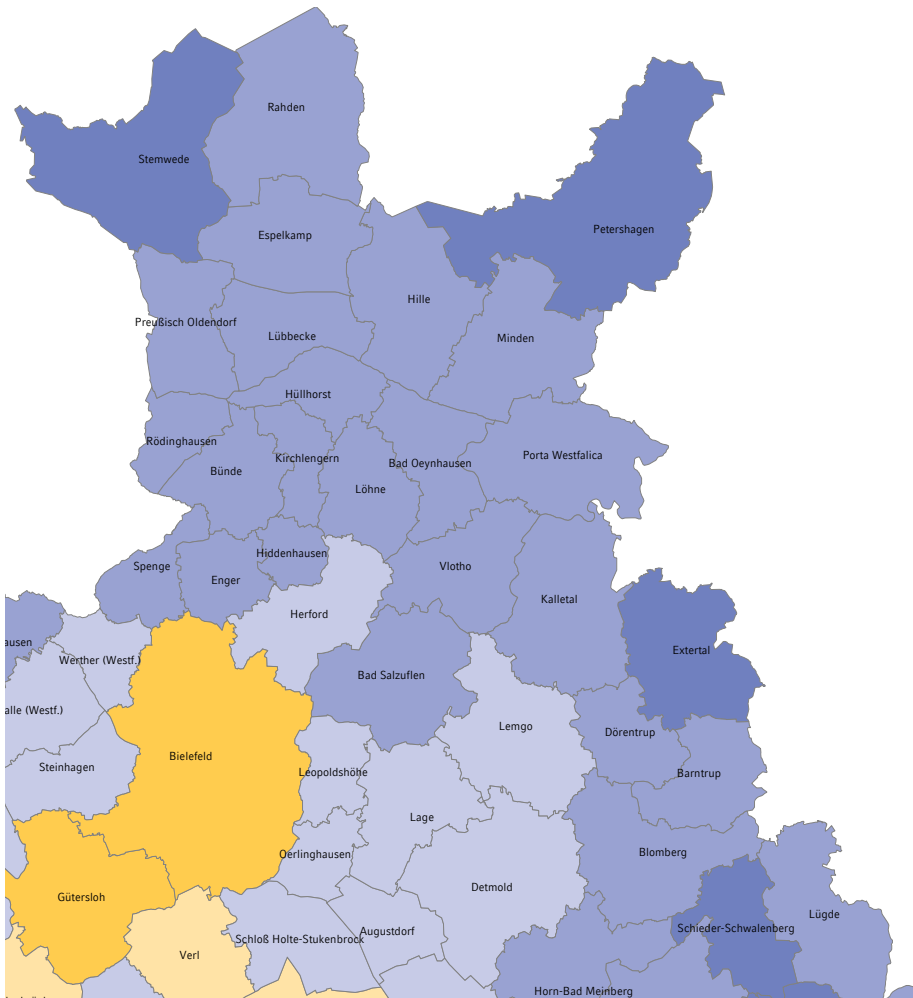 Rahden
Stemwede
Petershagen
Espelkamp
Hille
Preußisch Oldendorf
Lübbecke
Minden
Hüllhorst
Rödinghausen
Kirchlengern
Bad Oeynhausen
Porta Westfalica
Bünde
Löhne
Hiddenhausen
Spenge
Enger
Vlotho
Kalletal
Herford
ausen
Extertal
Werther (Westf.)
Bad Salzuflen
alle (Westf.)
Lemgo
Dörentrup
Bielefeld
Steinhagen
Leopoldshöhe
Barntrup
Lage
Oerlinghausen
Blomberg
Detmold
Gütersloh
Lügde
Schieder-Schwalenberg
Augustdorf
Schloß Holte-Stukenbrock
Verl
Horn-Bad Meinberg